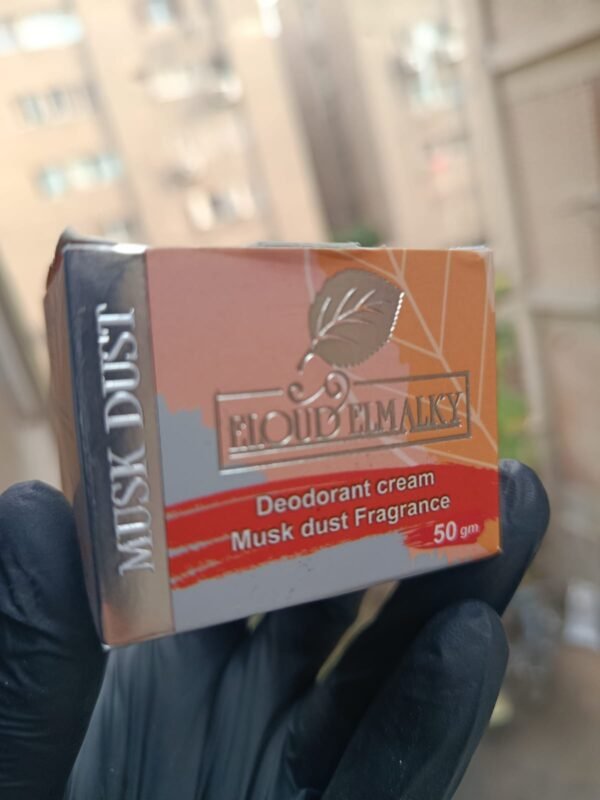 MUSK DUST
ElOUD ELMALKY
Deodorant cream
Musk dust Fragrance
50 gm